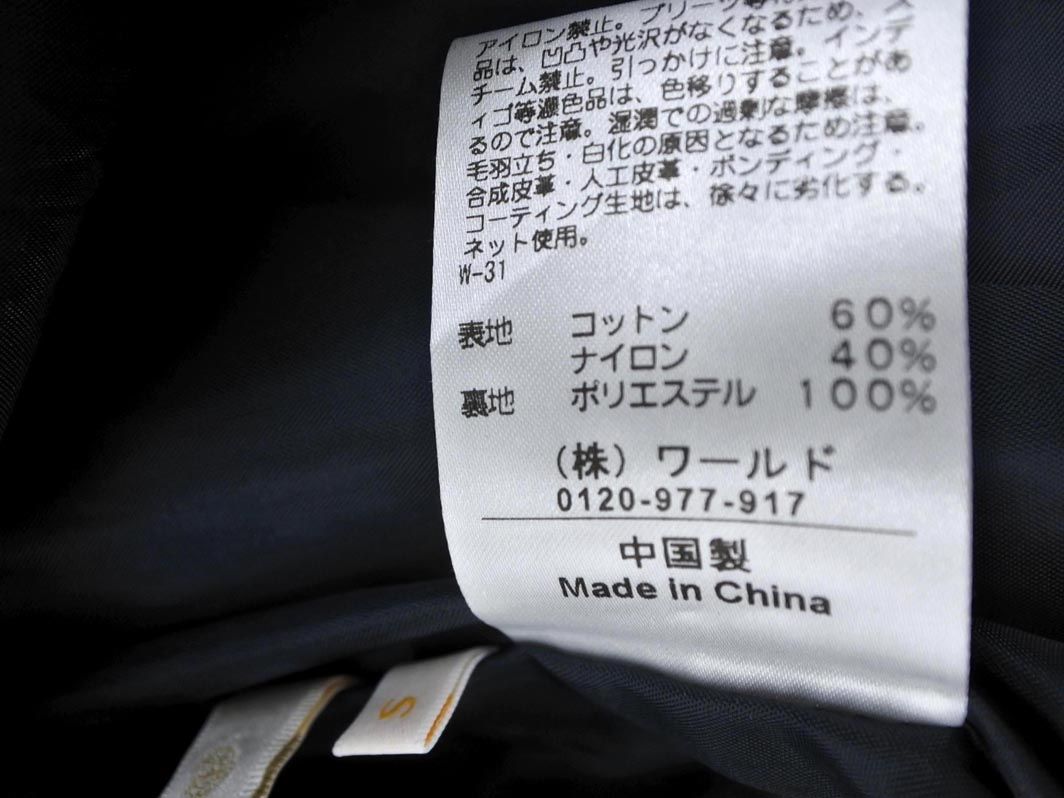 アイロン禁止。プリーツ等
品は、凹凸や光沢がなくなるため、ス
チーム禁止。引っかけに注意。インデ
ィゴ等濃色品は、色移りすることがあ
るので注意。湿潤での過剰な摩擦は、
毛羽立ち・白化の原因となるため注意。
合成皮革・人工皮革・ボンディング・
コーティング生地は、徐々に劣化する。
ネット使用。
W-31
表地 コットン 60%
ナイロン 40%
裏地 ポリエステル 100%
(株) ワールド
0120-977-917
中国製
Made in China
S